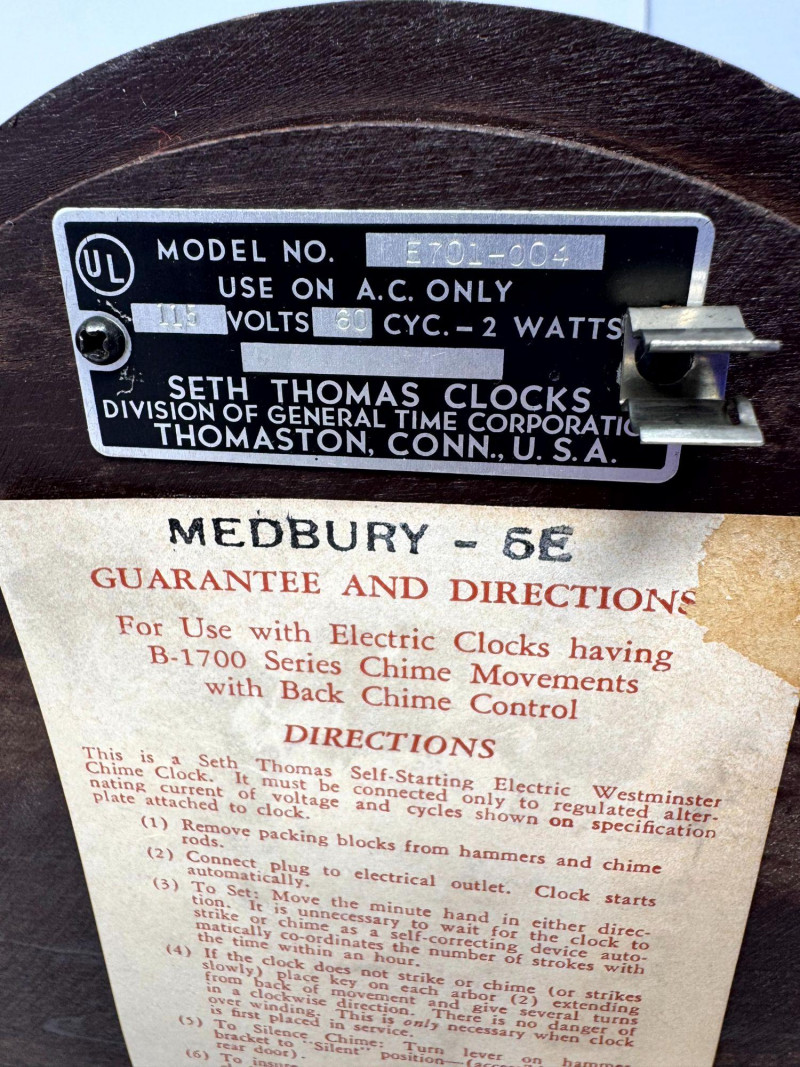 UL
MODEL NO. E701-004
USE ON A.C. ONLY
115 VOLTS 60 CYC. – 2 WATTS
SETH THOMAS CLOCKS
DIVISION OF GENERAL TIME CORPORATIO
THOMASTON, CONN., U. S. A.
MEDBURY - 6E
GUARANTEE AND DIRECTIONS
For Use with Electric Clocks having
B-1700 Series Chime Movements
with Back Chime Control
DIRECTIONS
This is a Seth Thomas Self-Starting Electric Westminster
Chime Clock. It must be connected only to regulated alter-
nating current of voltage and cycles shown on specification
plate attached to clock.
(1) Remove packing blocks from hammers and chime
rods.
(2) Connect plug to electrical outlet. Clock starts
automatically.
(3) To Set: Move the minute hand in either direc-
tion. It is unnecessary to wait for the clock to
strike or chime as a self-correcting device auto-
matically co-ordinates the number of strokes with
the time within an hour.
(4) If the clock does not strike or chime (or strikes
slowly) place key on each arbor (2) extending
from back of movement and give several turns
in a clockwise direction. There is no danger of
over winding. This is only necessary when clock
is first placed in service.
(5) To Silence Chime: Turn lever on hammer
bracket to "Silent" position—
rear door).
(6) To insure